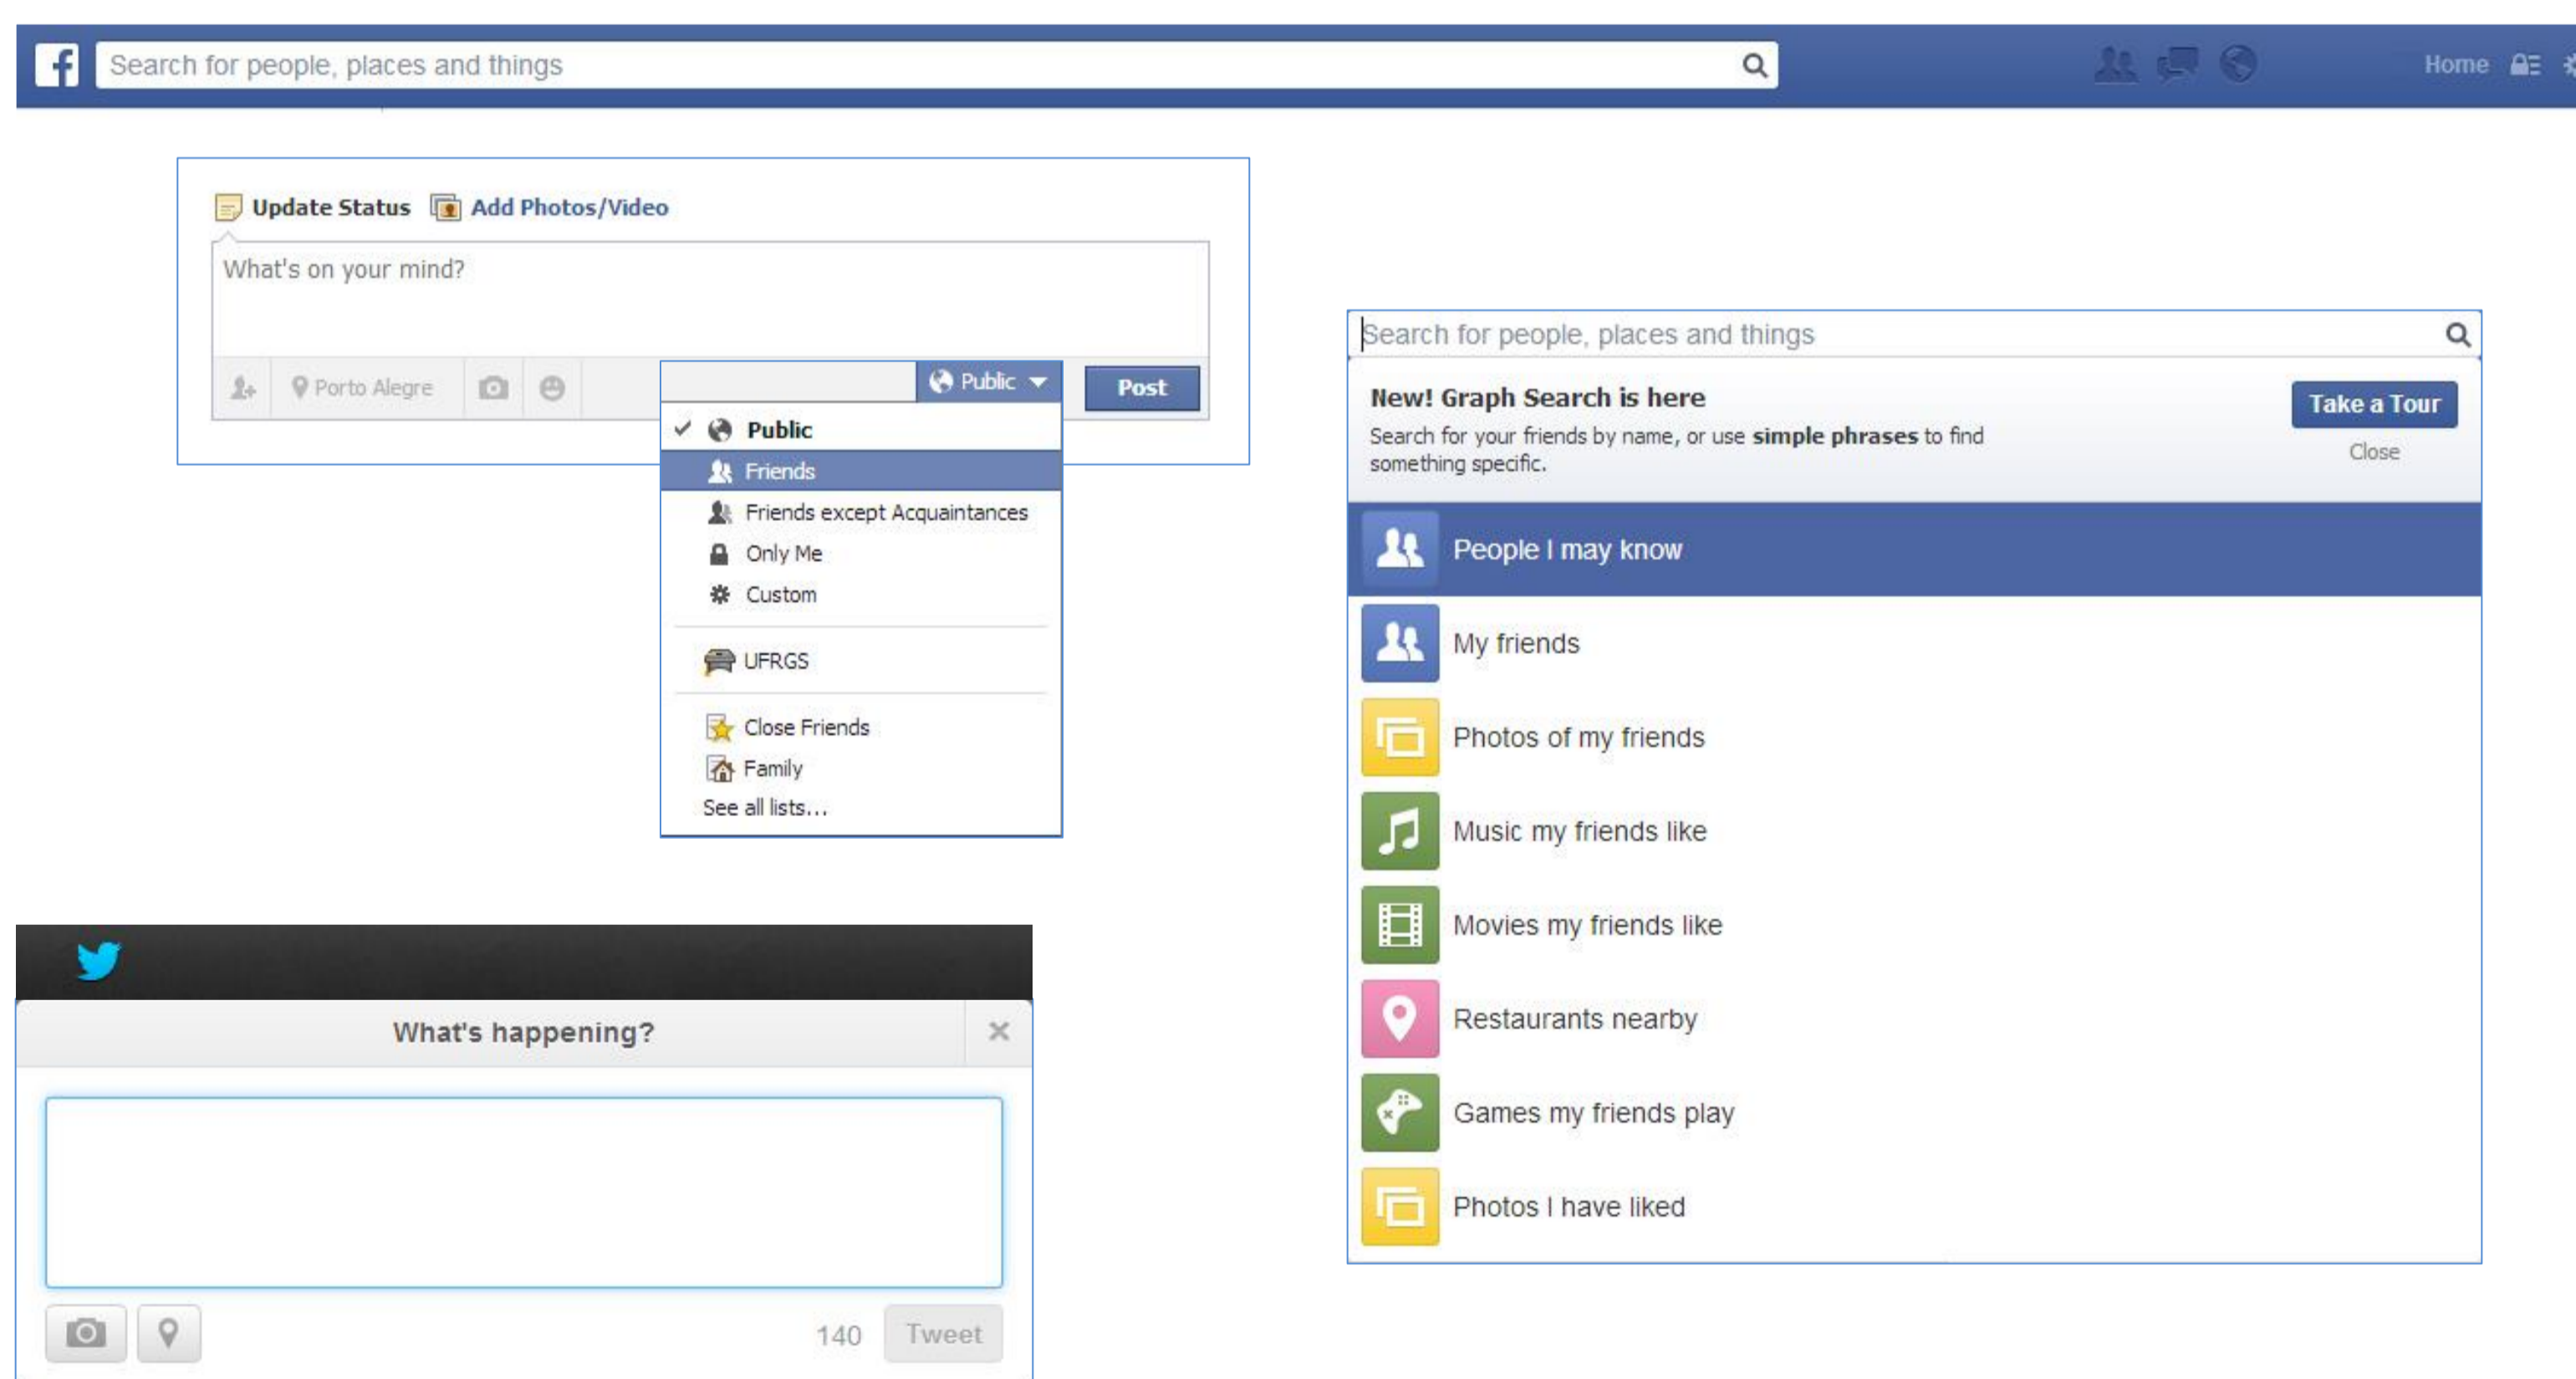 Search for people, places and things
Home
Update Status Add Photos/Video
What's on your mind?
Porto Alegre
Public
Post
Public
Friends
Friends except Acquaintances
Only Me
Custom
UFRGS
Close Friends
Family
See all lists...
Search for people, places and things
New! Graph Search is here
Search for your friends by name, or use simple phrases to find
something specific.
Take a Tour
Close
People I may know
My friends
Photos of my friends
Music my friends like
Movies my friends like
Restaurants nearby
Games my friends play
Photos I have liked
What's happening?
140 Tweet